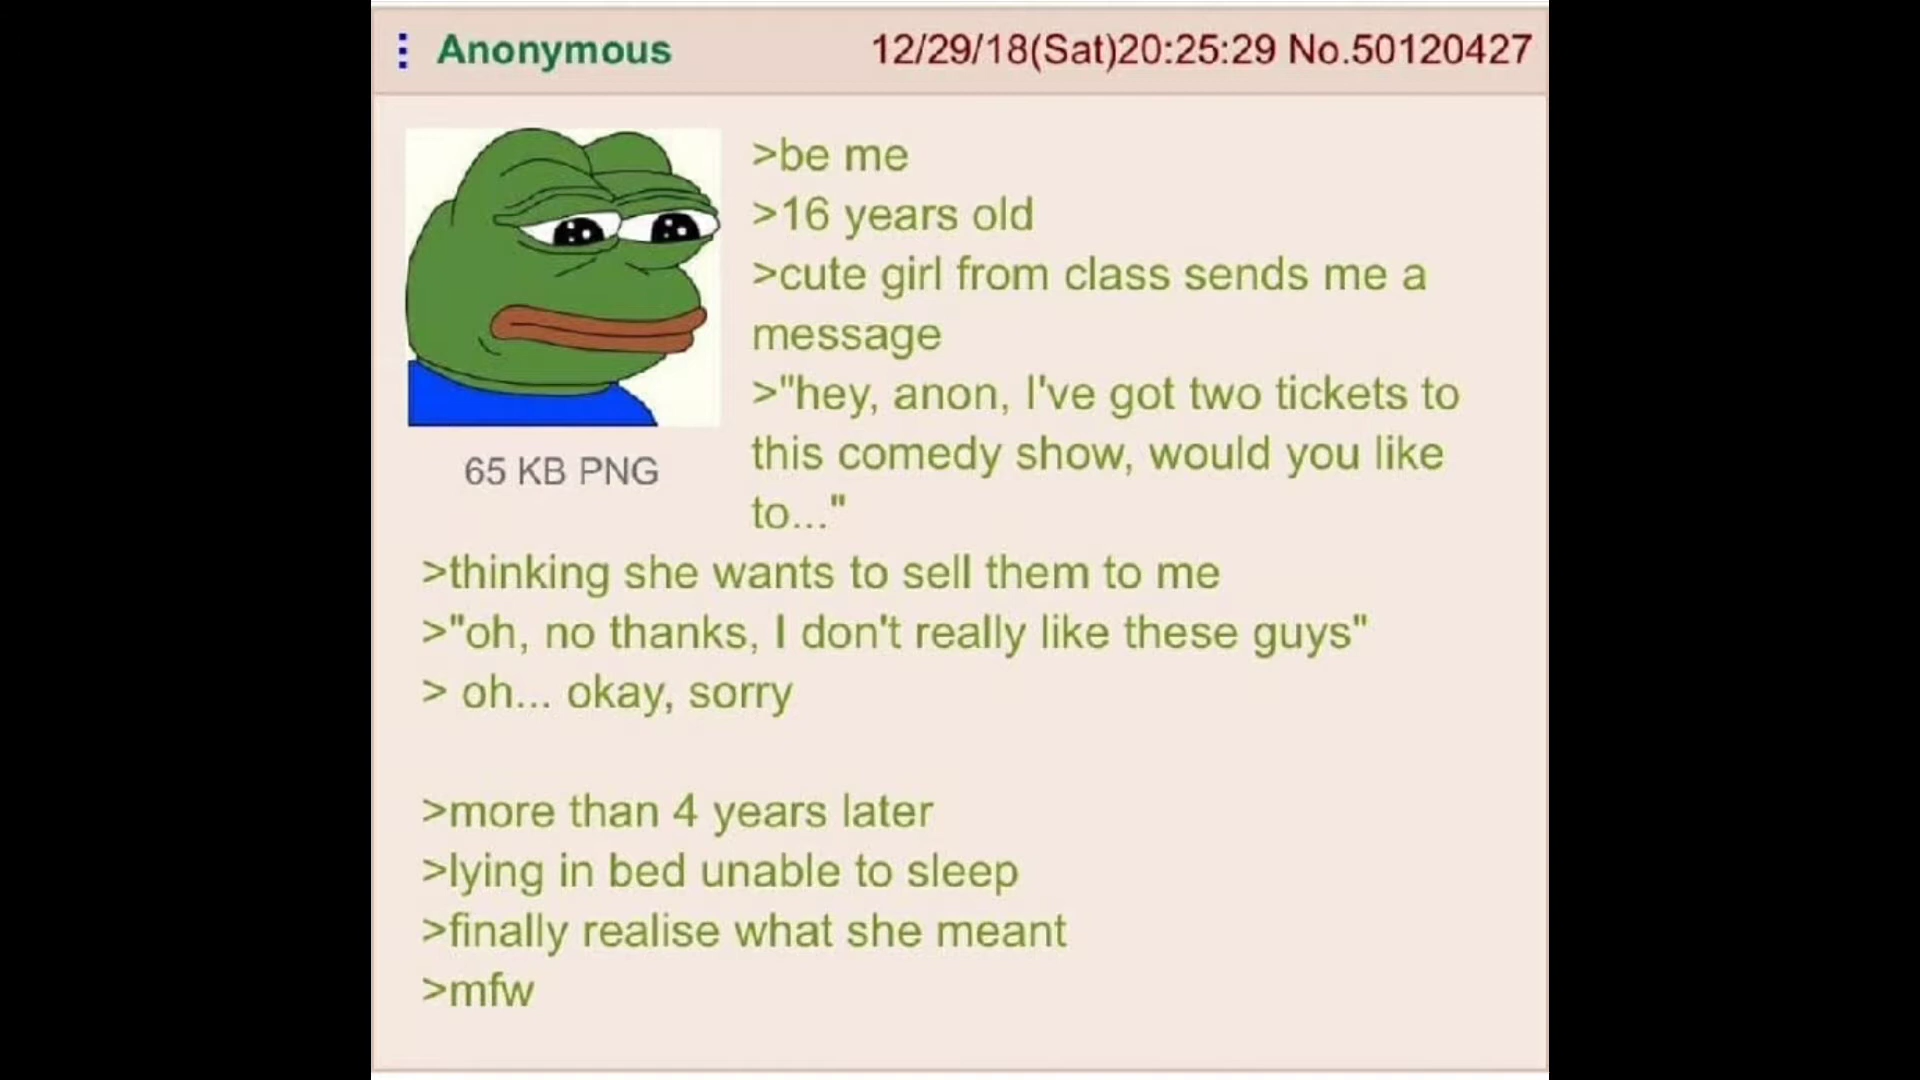 Anonymous 12/29/18(Sat)20:25:29 No.50120427
>be me
>16 years old
>cute girl from class sends me a
message
>"hey, anon, I've got two tickets to
this comedy show, would you like
to..."
65 KB PNG
>thinking she wants to sell them to me
>"oh, no thanks, I don't really like these guys"
> oh... okay, sorry
>more than 4 years later
>lying in bed unable to sleep
>finally realise what she meant
>mfw